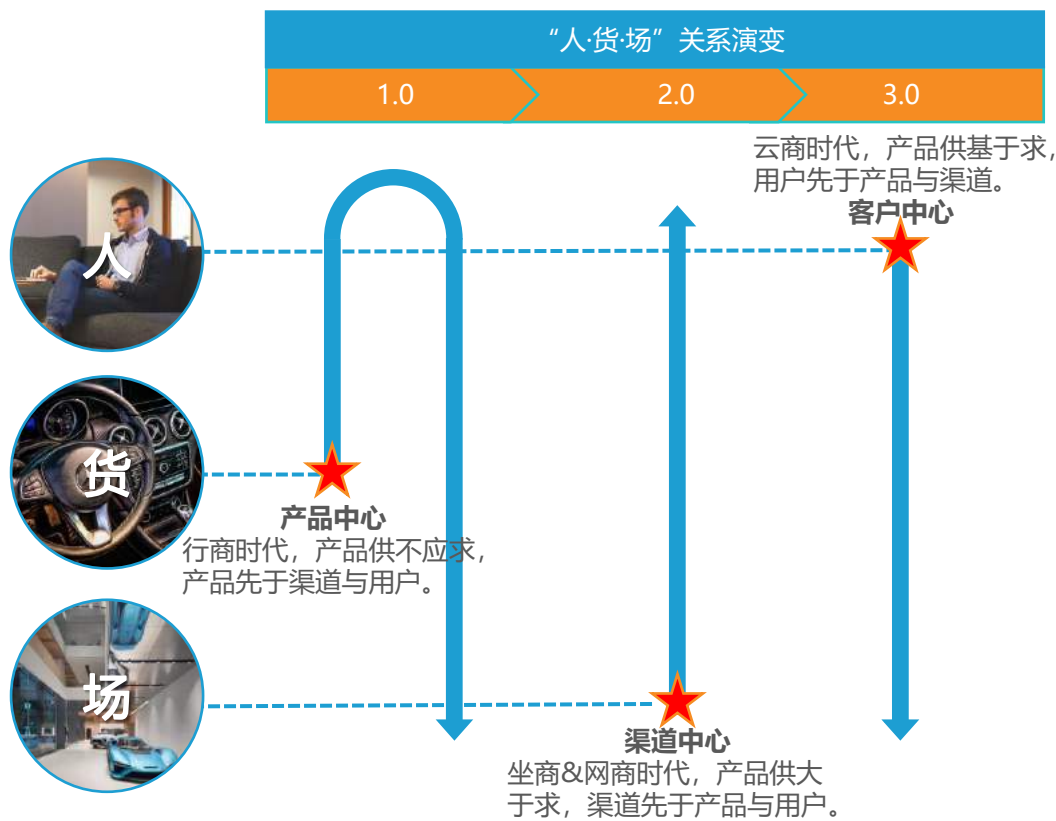 “人·货·场”关系演变
1.0
2.0
3.0
云商时代，产品供基于求，
用户先于产品与渠道。
客户中心
人
货
产品中心
行商时代，产品供不应求，
产品先于渠道与用户。
场
渠道中心
坐商&网商时代，产品供大
于求，渠道先于产品与用户。